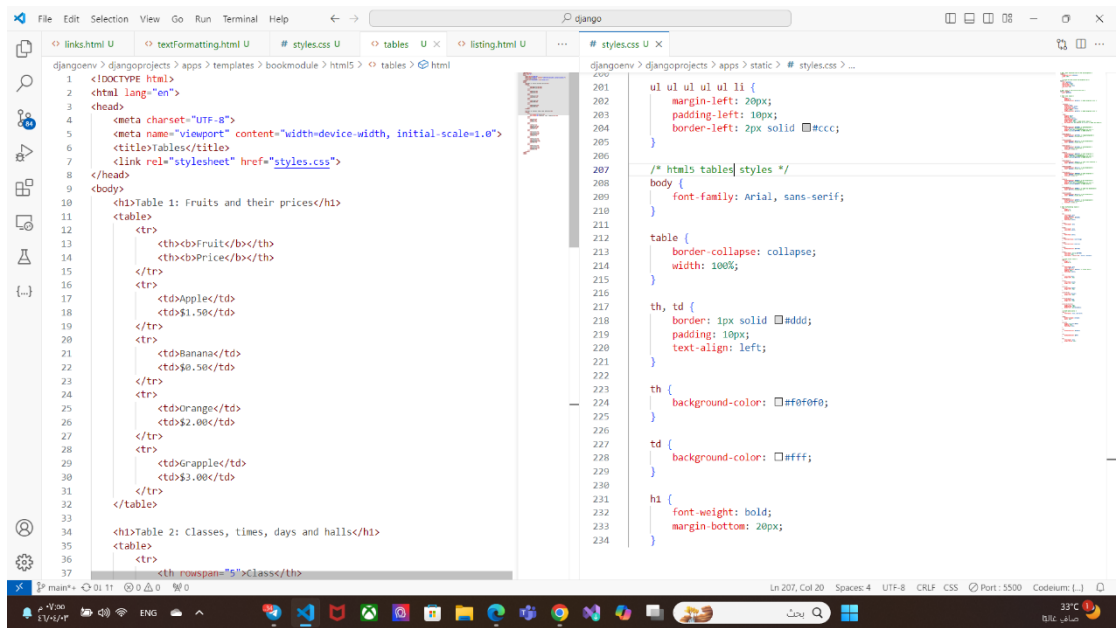 File Edit Selection View Go Run Terminal Help
django
links.html U
textFormatting.html U
# styles.css U
tables U
listing.html U
# styles.css U
djangoenv > djangoprojects > apps > templates > bookmodule > html5 > tables > html
djangoenv > djangoprojects > apps > static > # styles.css > ...
1 <!DOCTYPE html>
2 <html lang="en">
3 <head>
4 <meta charset="UTF-8">
5 <meta name="viewport" content="width=device-width, initial-scale=1.0">
6 <title>Tables</title>
7 <link rel="stylesheet" href="styles.css">
8 </head>
9 <body>
10 <h1>Table 1: Fruits and their prices</h1>
11 <table>
12 <tr>
13 <th><b>Fruit</b></th>
14 <th><b>Price</b></th>
15 </tr>
16 <tr>
17 <td>Apple</td>
18 <td>$1.50</td>
19 </tr>
20 <tr>
21 <td>Banana</td>
22 <td>$0.50</td>
23 </tr>
24 <tr>
25 <td>Orange</td>
26 <td>$2.00</td>
27 </tr>
28 <tr>
29 <td>Grapple</td>
30 <td>$3.00</td>
31 </tr>
32 </table>
33
34 <h1>Table 2: Classes, times, days and halls</h1>
35 <table>
36 <tr>
37 <th rowspan="5">Class</th>
200
201 ul ul ul ul ul li {
202 margin-left: 20px;
203 padding-left: 10px;
204 border-left: 2px solid #ccc;
205 }
206
207 /* html5 tables styles */
208 body {
209 font-family: Arial, sans-serif;
210 }
211
212 table {
213 border-collapse: collapse;
214 width: 100%;
215 }
216
217 th, td {
218 border: 1px solid #ddd;
219 padding: 10px;
220 text-align: left;
221 }
222
223 th {
224 background-color: #f0f0f0;
225 }
226
227 td {
228 background-color: #fff;
229 }
230
231 h1 {
232 font-weight: bold;
233 margin-bottom: 20px;
234 }
84
main*+ 0↓ 1↑ 0 0 0
Ln 207, Col 20 Spaces: 4 UTF-8 CRLF CSS Port : 5500 Codeium: {...}
م ٠٧:٠٥
٤٦/٠٤/٠٣
ENG
بحث
33°C
صافٍ غالبًا
1